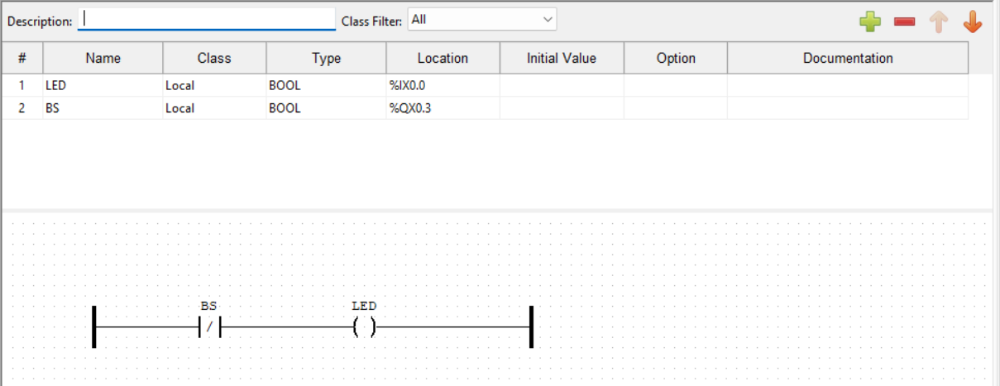 Description: Class Filter: All
# Name Class Type Location Initial Value Option Documentation
1 LED Local BOOL %IX0.0
2 BS Local BOOL %QX0.3
BS LED